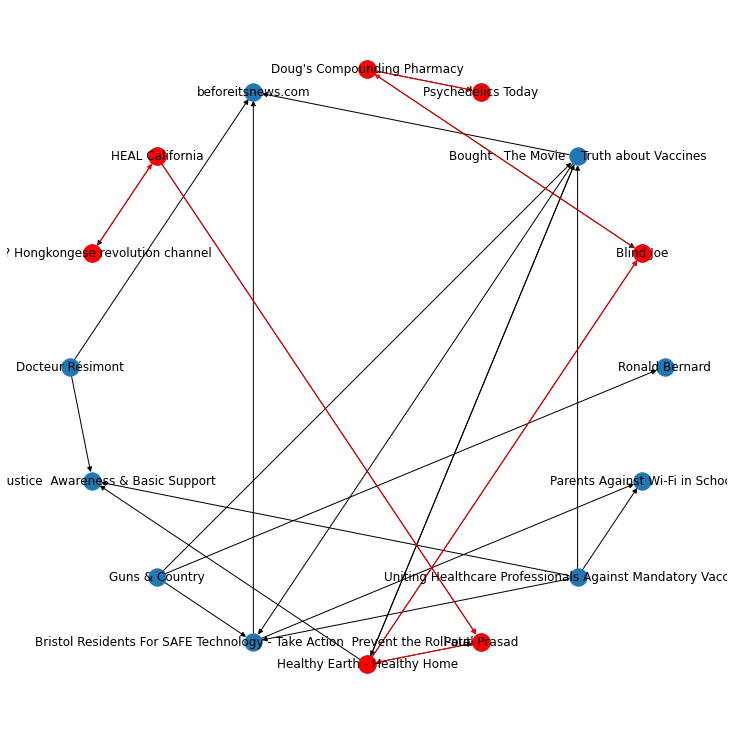 Doug's Compounding Pharmacy
beforeitsnews.com
Psychedelics Today
HEAL California
Bought The Movie Truth about Vaccines
? Hongkongese revolution channel
Blind Joe
Docteur Résimont
Ronald Bernard
ustice Awareness & Basic Support
Parents Against Wi-Fi in Schoo
Guns & Country
Uniting Healthcare Professionals Against Mandatory Vacc
Bristol Residents For SAFE Technology - Take Action Prevent the Roll-out
Prasad
Healthy Earth - Healthy Home